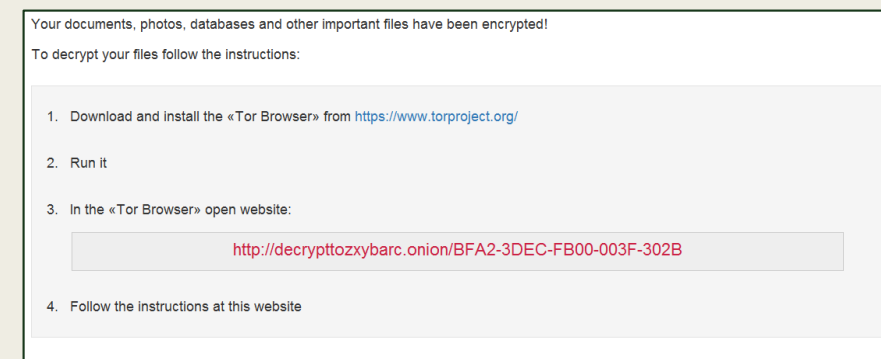 Your documents, photos, databases and other important files have been encrypted!
To decrypt your files follow the instructions:
1. Download and install the «Tor Browser» from https://www.torproject.org/
2. Run it
3. In the «Tor Browser» open website:
http://decrypttozxybarc.onion/BFA2-3DEC-FB00-003F-302B
4. Follow the instructions at this website